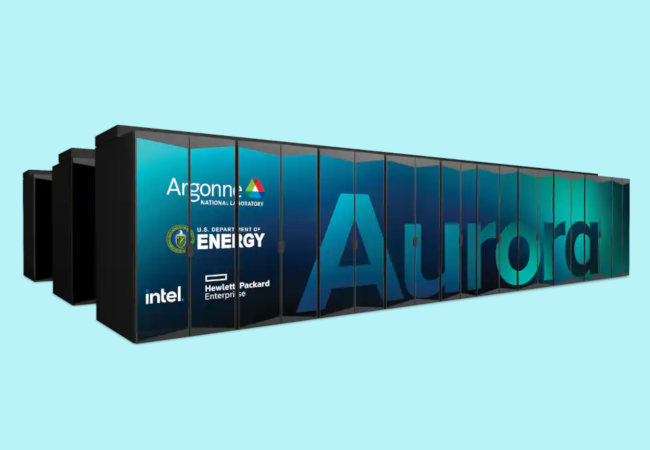 Argonne
NATIONAL LABORATORY
U.S. DEPARTMENT OF
ENERGY
intel.
Hewlett Packard
Enterprise
Aurora